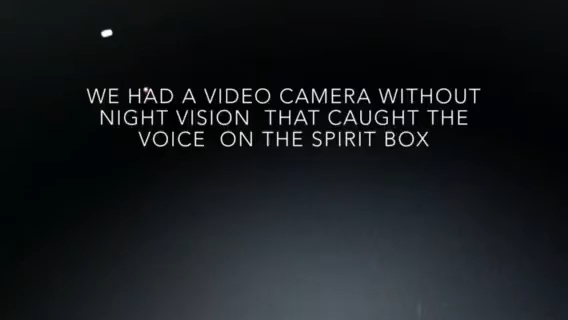 WE HAD A VIDEO CAMERA WITHOUT
NIGHT VISION THAT CAUGHT THE
VOICE ON THE SPIRIT BOX